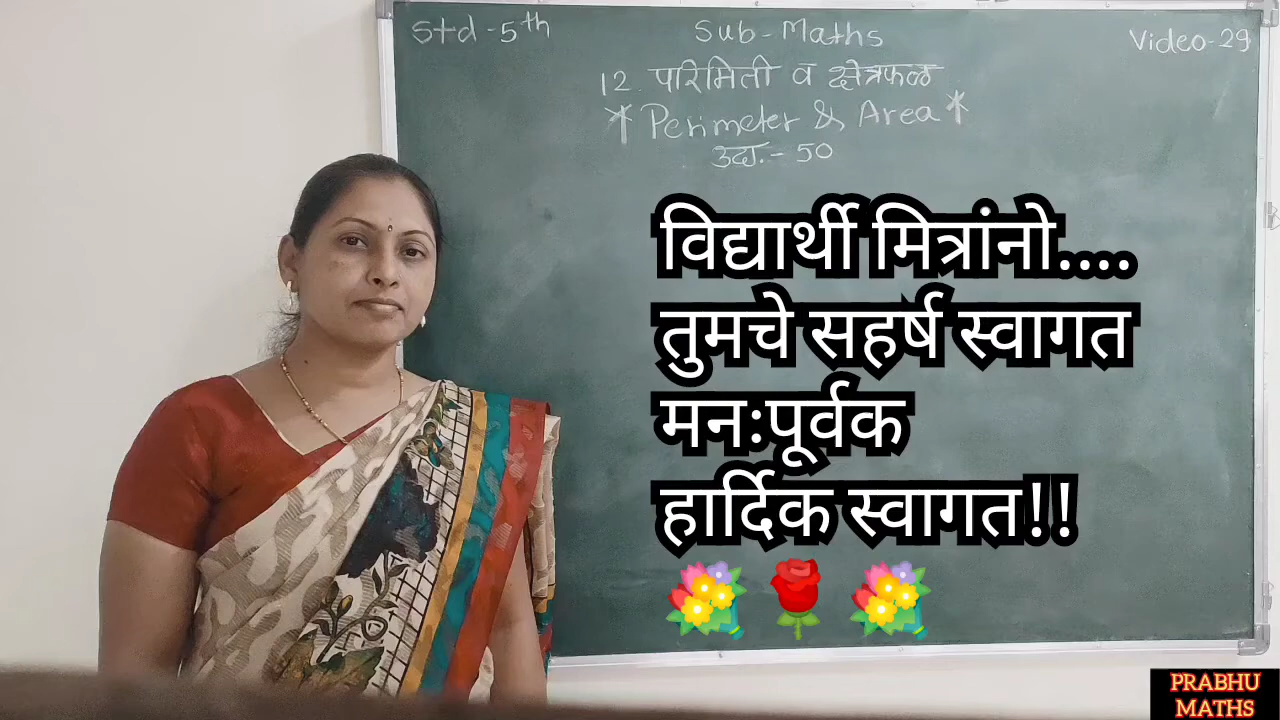 Std-5th
Sub-Maths
Video-29
12. परिमिती व क्षेत्रफळ
* Perimeter & Area *
उदा.- 50
विद्यार्थी मित्रांनो....
तुमचे सहर्ष स्वागत
मन:पूर्वक
हार्दिक स्वागत!!
PRABHU
MATHS